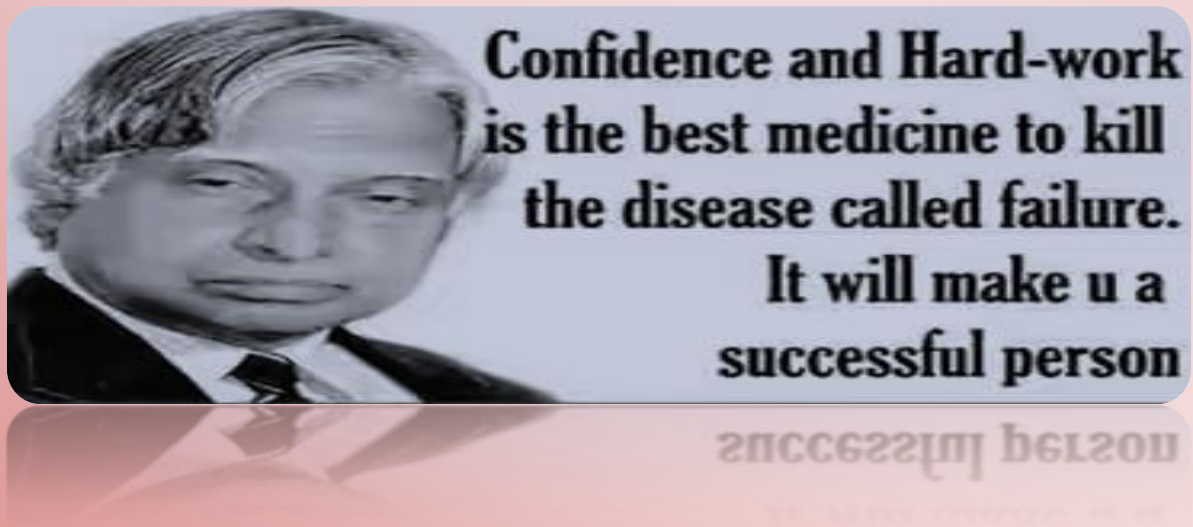 Confidence and Hard-work
is the best medicine to kill
the disease called failure.
It will make u a
successful person